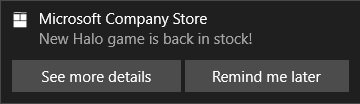 Microsoft Company Store
New Halo game is back in stock!
See more details
Remind me later